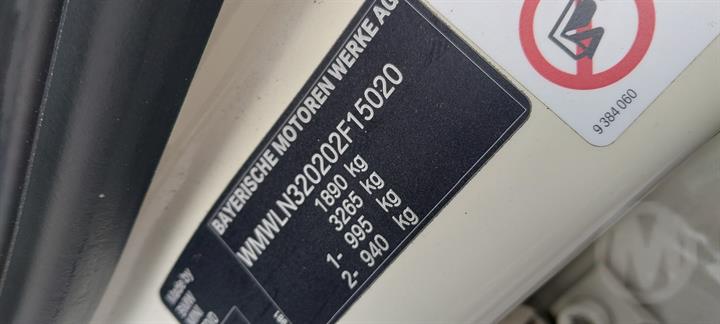 BAYERISCHE MOTOREN WERKE AG
WMWLN320202F15020
1890 kg
3265 kg
1- 995 kg
2- 940 kg
9 384 060
M